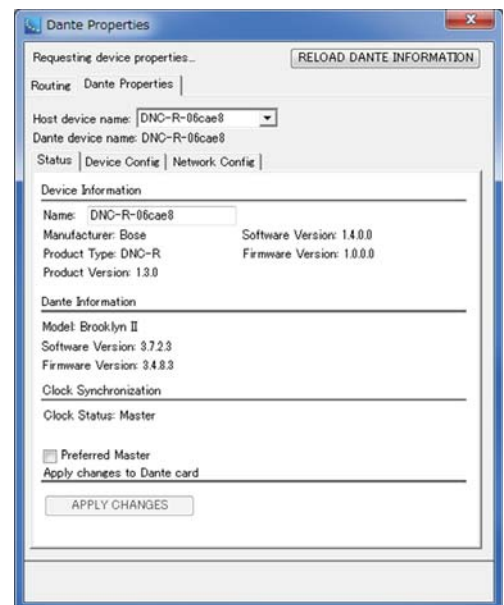 Dante Properties
Requesting device properties... RELOAD DANTE INFORMATION
Routing Dante Properties
Host device name: DNC-R-06cae8
Dante device name: DNC-R-06cae8
Status Device Config Network Config
Device Information
Name: DNC-R-06cae8
Manufacturer: Bose Software Version: 1.4.0.0
Product Type: DNC-R Firmware Version: 1.0.0.0
Product Version: 1.3.0
Dante Information
Model: Brooklyn II
Software Version: 3.7.2.3
Firmware Version: 3.4.8.3
Clock Synchronization
Clock Status: Master
Preferred Master
Apply changes to Dante card
APPLY CHANGES